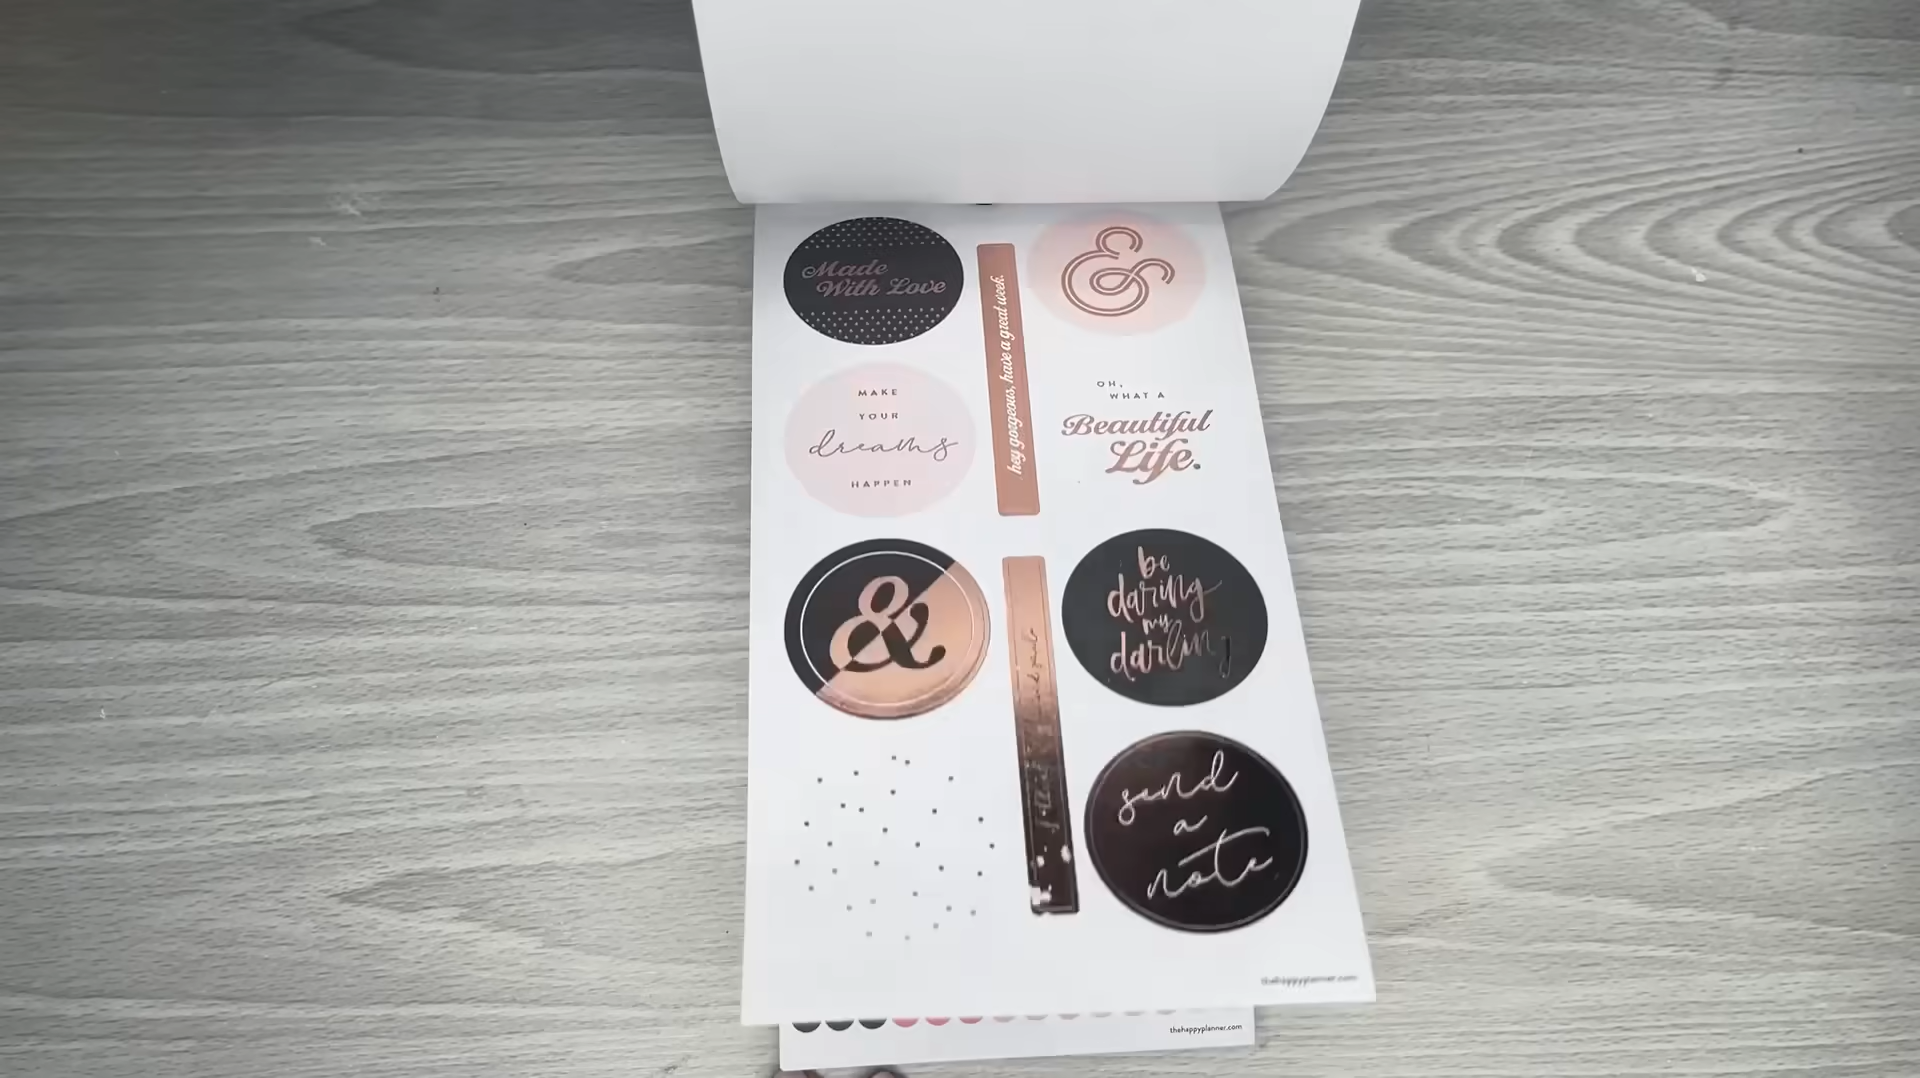 Made
With Love
&
hey gorgeous, have a great week.
MAKE
YOUR
dreams
HAPPEN
OH,
WHAT A
Beautiful
Life.
&
be
daring
my
darling
send
a
note
thehappyplanner.com
thehappyplanner.com